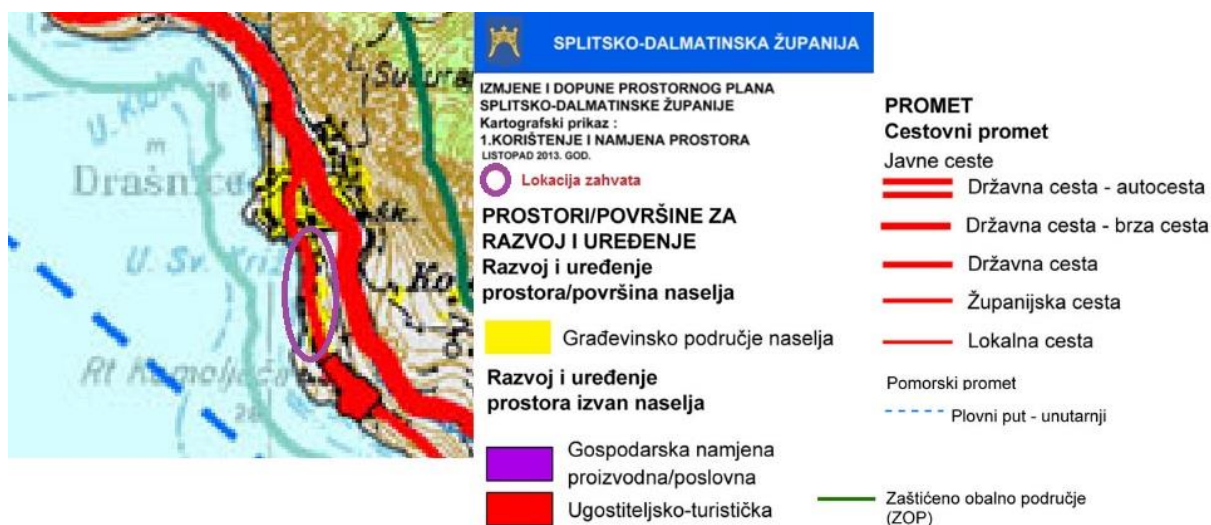 U. Klok
18
m
Drašnice
U. Sv. Križ
šk.
Ko
Rt
SPLITSKO-DALMATINSKA ŽUPANIJA
IZMJENE I DOPUNE PROSTORNOG PLANA
SPLITSKO-DALMATINSKE ŽUPANIJE
Kartografski prikaz :
1.KORIŠTENJE I NAMJENA PROSTORA
LISTOPAD 2013. GOD.
Lokacija zahvata
PROSTORI/POVRŠINE ZA
RAZVOJ I UREĐENJE
Razvoj i uređenje
prostora/površina naselja
Građevinsko područje naselja
Razvoj i uređenje
prostora izvan naselja
Gospodarska namjena
proizvodna/poslovna
Ugostiteljsko-turistička
PROMET
Cestovni promet
Javne ceste
Državna cesta - autocesta
Državna cesta - brza cesta
Državna cesta
Županijska cesta
Lokalna cesta
Pomorski promet
Plovni put - unutarnji
Zaštićeno obalno područje
(ZOP)